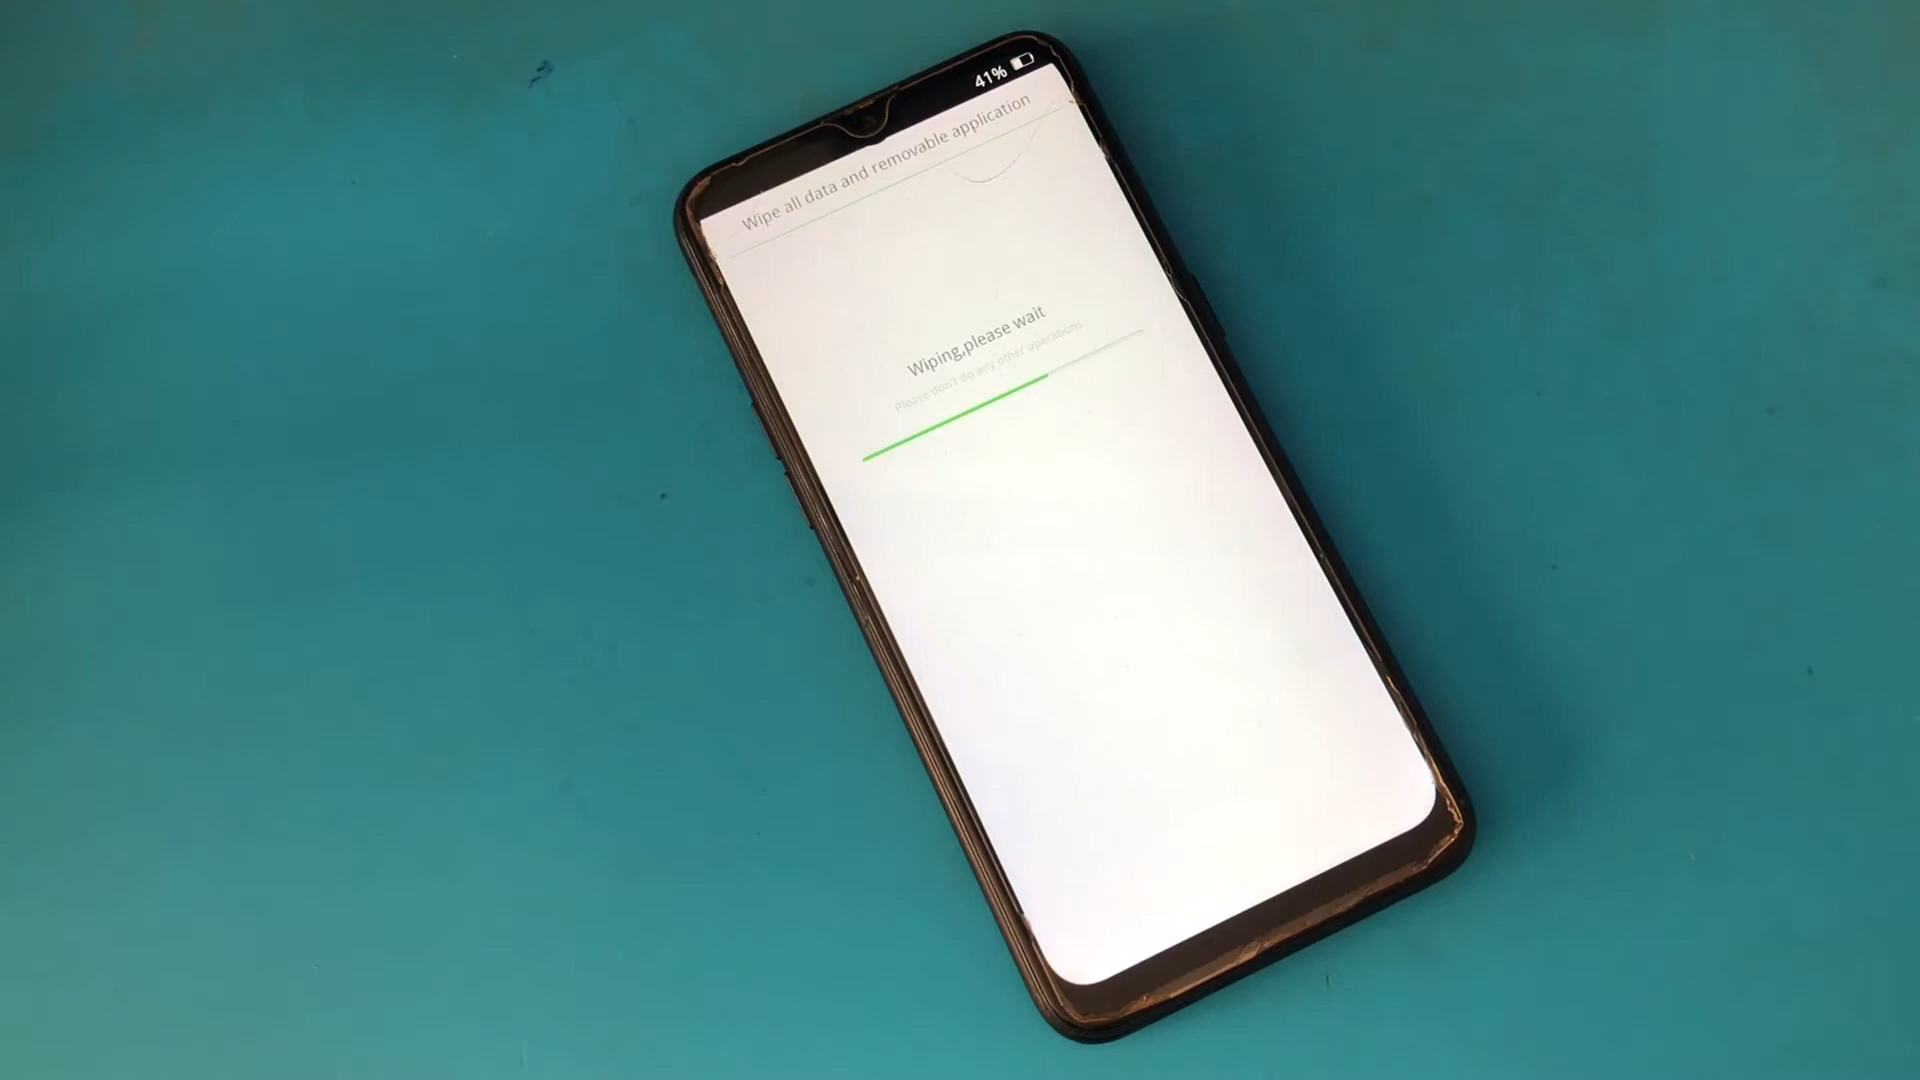 41%
Wipe all data and removable application
Wiping,please wait
Please don't do any other operations